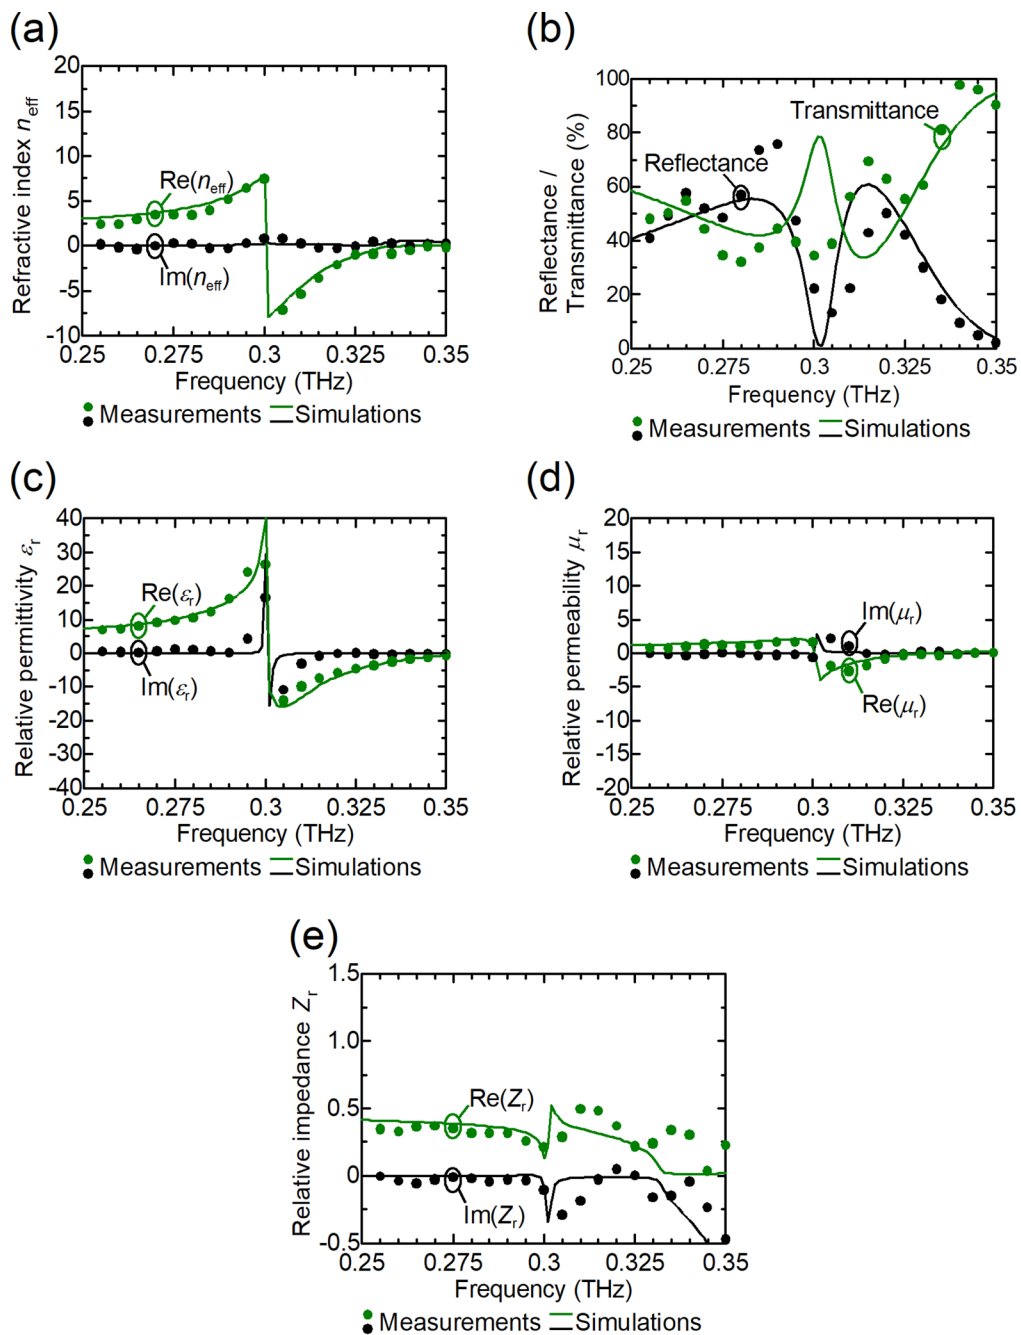 (a)
Refractive index neff
20
15
10
5
0
-5
-10
Re(neff)
Im(neff)
0.25 0.275 0.3 0.325 0.35
Frequency (THz)
Measurements Simulations
(b)
Reflectance /
Transmittance (%)
100
80
60
40
20
0
Transmittance
Reflectance
0.25 0.275 0.3 0.325 0.35
Frequency (THz)
Measurements Simulations
(c)
Relative permittivity εr
40
30
20
10
0
-10
-20
-30
-40
Re(εr)
Im(εr)
0.25 0.275 0.3 0.325 0.35
Frequency (THz)
Measurements Simulations
(d)
Relative permeability μr
20
15
10
5
0
-5
-10
-15
-20
Im(μr)
Re(μr)
0.25 0.275 0.3 0.325 0.35
Frequency (THz)
Measurements Simulations
(e)
Relative impedance Zr
1.5
1.0
0.5
0
-0.5
Re(Zr)
Im(Zr)
0.25 0.275 0.3 0.325 0.35
Frequency (THz)
Measurements Simulations